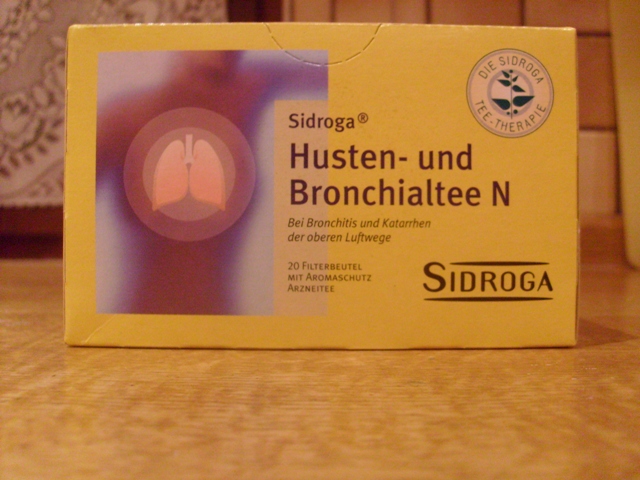 DIE SIDROGA
TEE-THERAPIE
Sidroga®
Husten- und
Bronchialtee N
Bei Bronchitis und Katarrhen
der oberen Luftwege
20 FILTERBEUTEL
MIT AROMASCHUTZ
ARZNEITEE
SIDROGA